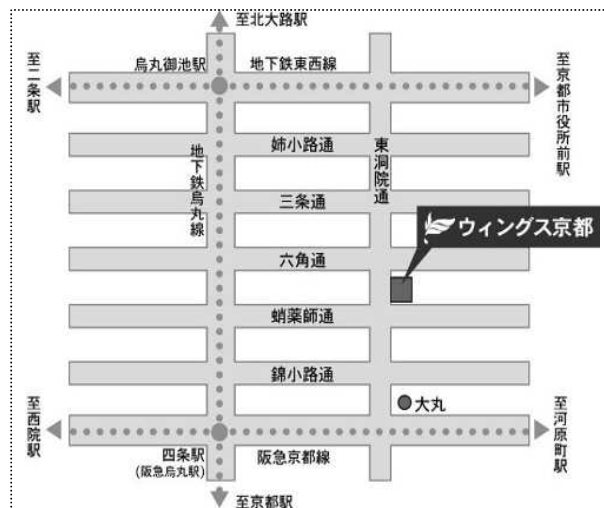 至北大路駅
烏丸御池駅
地下鉄東西線
至二条駅
至京都市役所前駅
姉小路通
東洞院通
地下鉄烏丸線
三条通
ウィングス京都
六角通
蛸薬師通
錦小路通
大丸
至西院駅
至河原町駅
四条駅
(阪急烏丸駅)
阪急京都線
至京都駅